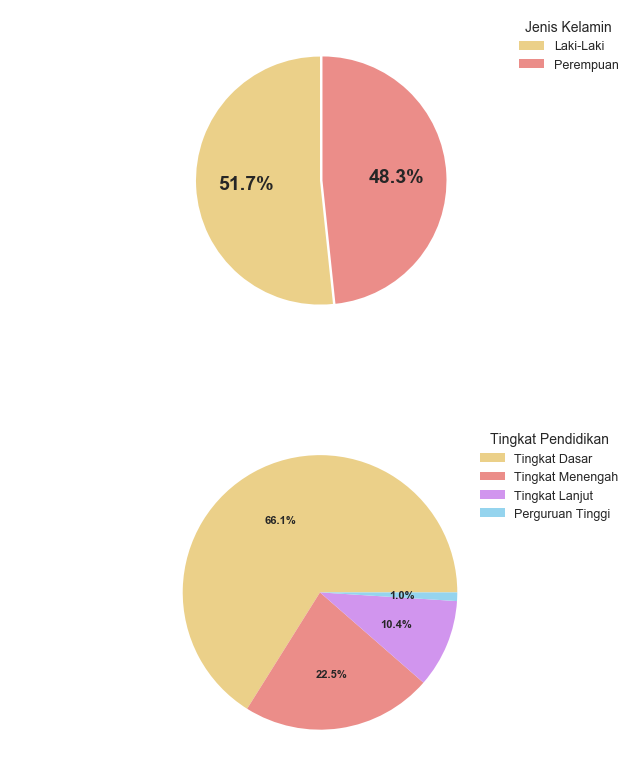 Jenis Kelamin
Laki-Laki
Perempuan
51.7%
48.3%
Tingkat Pendidikan
Tingkat Dasar
Tingkat Menengah
Tingkat Lanjut
Perguruan Tinggi
66.1%
1.0%
10.4%
22.5%